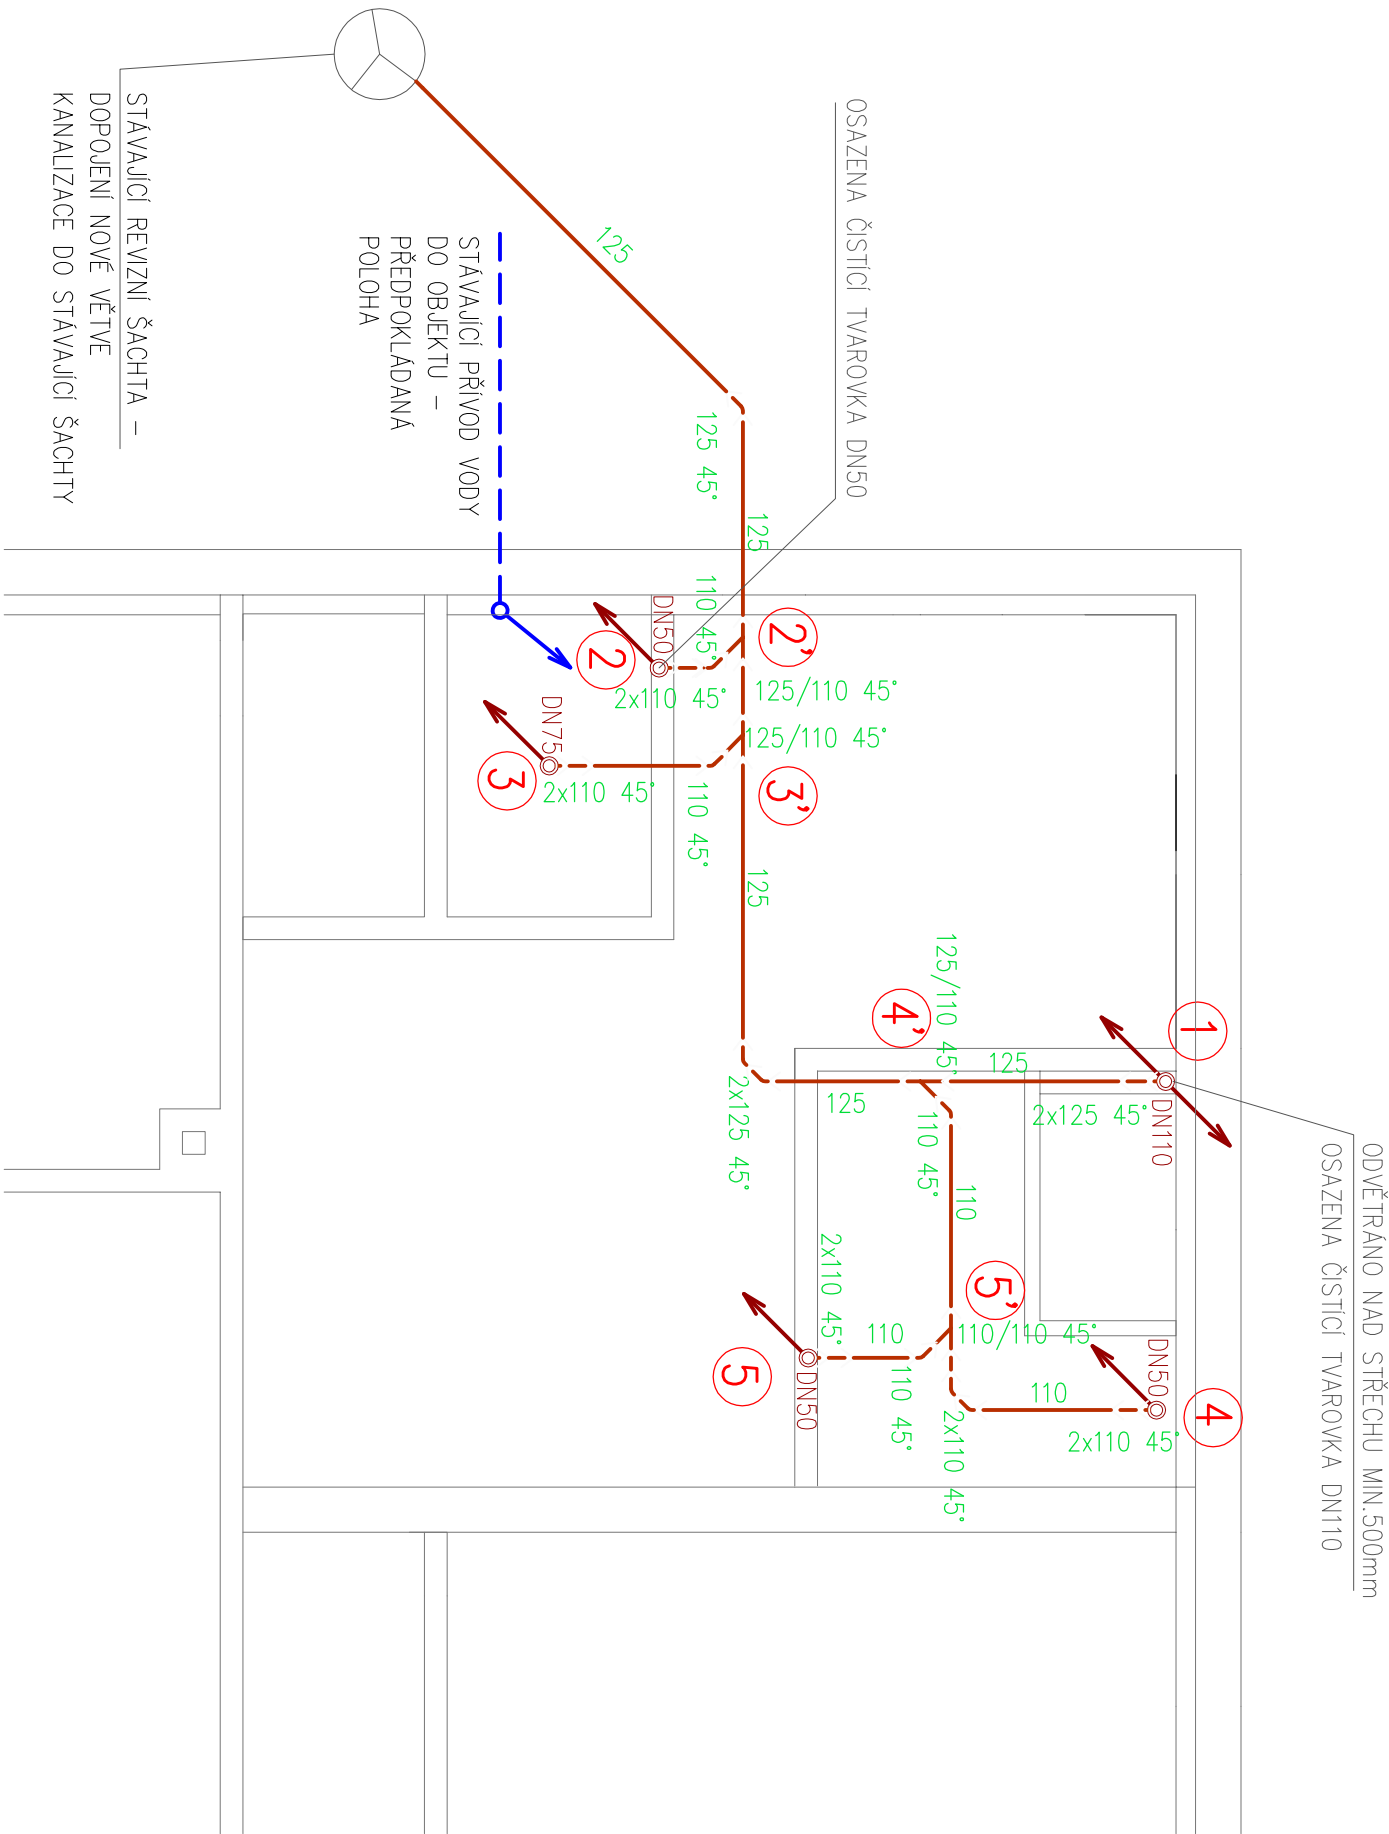 STÁVAJÍCÍ REVIZNÍ ŠACHTA –
DOPOJENÍ NOVÉ VĚTVE
KANALIZACE DO STÁVAJÍCÍ ŠACHTY
STÁVAJÍCÍ PŘÍVOD VODY
DO OBJEKTU –
PŘEDPOKLÁDANÁ
POLOHA
OSAZENA ČISTÍCÍ TVAROVKA DN50
ODVĚTRÁNO NAD STŘECHU MIN.500mm
OSAZENA ČISTÍCÍ TVAROVKA DN110
125
125 45°
125
110 45°
DN50
2
2'
2x110 45°
125/110 45°
125/110 45°
DN75
3
3'
2x110 45°
110 45°
125
125/110 45°
4'
1
125
125
2x125 45°
2x125 45°
DN110
110 45°
110
2x110 45°
5'
110
110/110 45°
DN50
5
DN50
4
110 45°
110
2x110 45°
2x110 45°